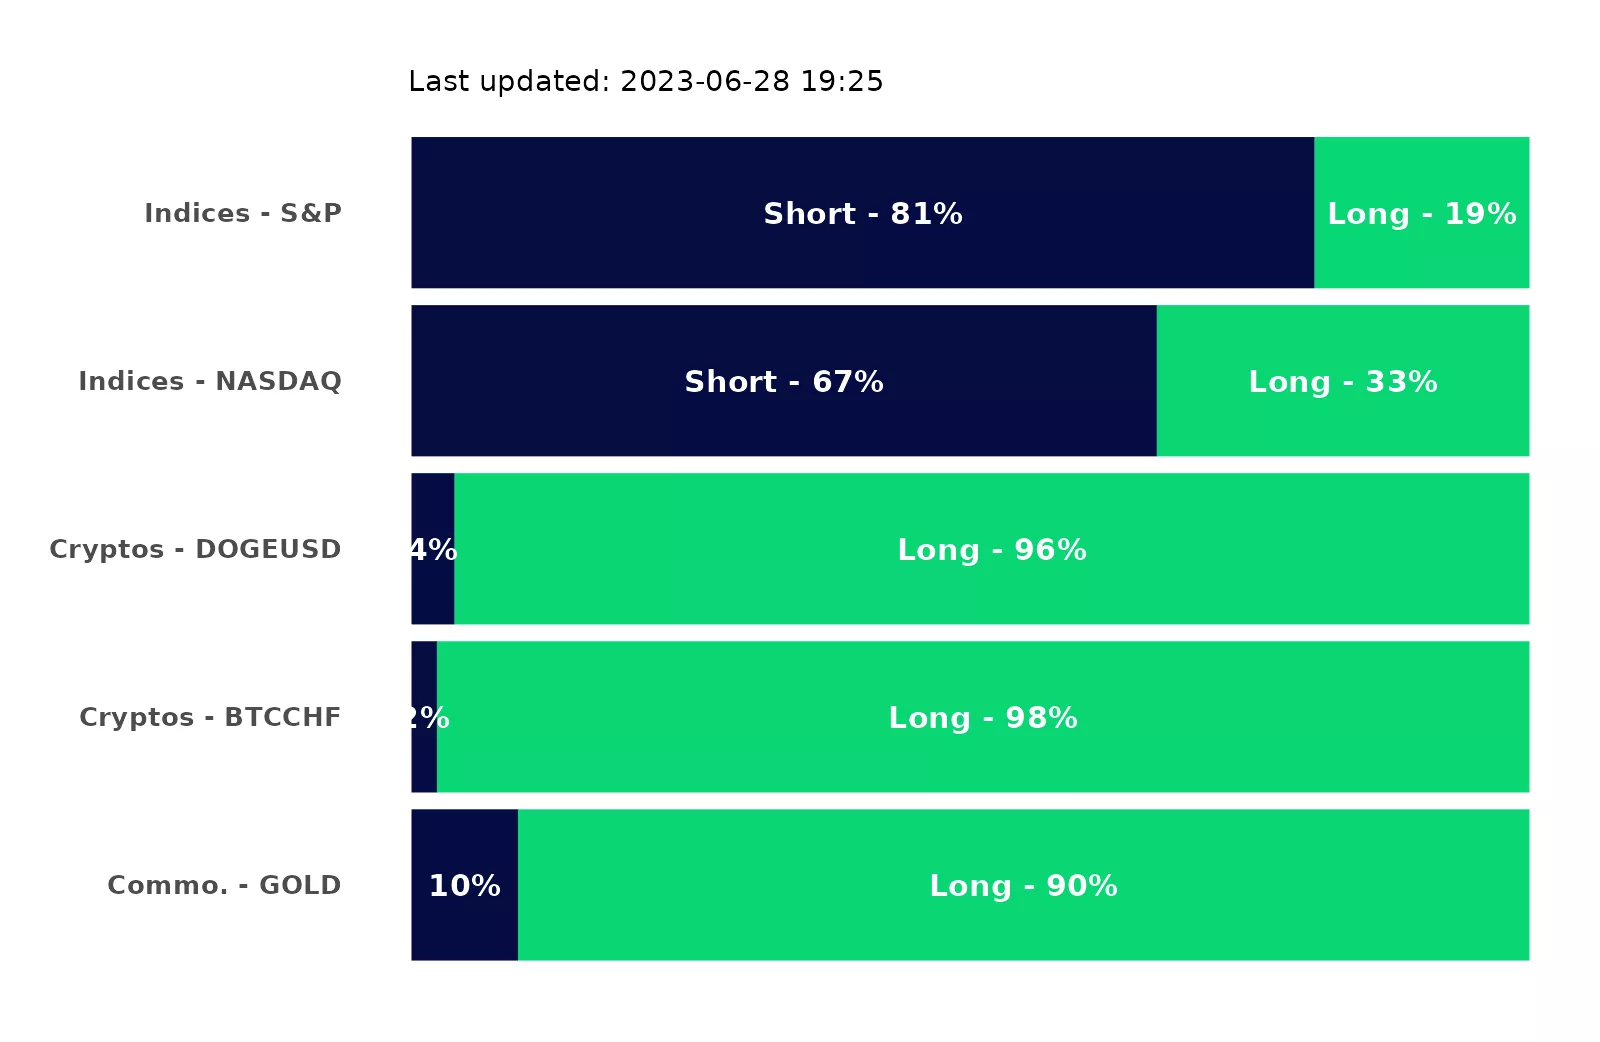 Last updated: 2023-06-28 19:25
Indices - S&P Short - 81% Long - 19%
Indices - NASDAQ Short - 67% Long - 33%
Cryptos - DOGEUSD 4% Long - 96%
Cryptos - BTCCHF 2% Long - 98%
Commo. - GOLD 10% Long - 90%